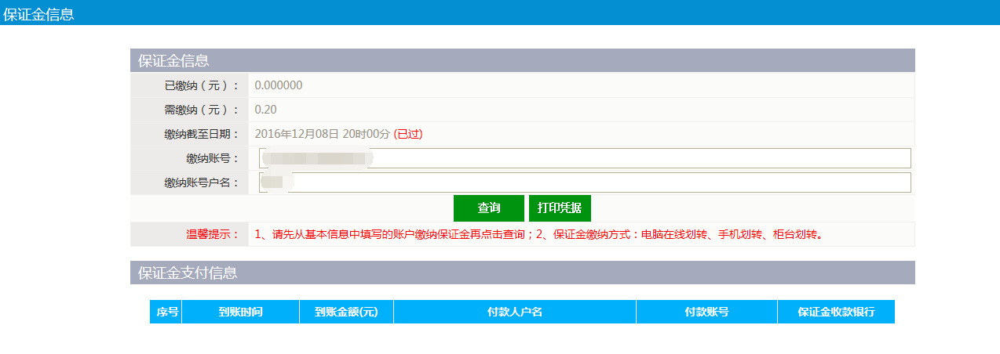 保证金信息
保证金信息
已缴纳（元）： 0.000000
需缴纳（元）： 0.20
缴纳截至日期： 2016年12月08日 20时00分 (已过)
缴纳账号：
缴纳账号户名：
查询 打印凭据
温馨提示： 1、请先从基本信息中填写的账户缴纳保证金再点击查询；2、保证金缴纳方式：电脑在线划转、手机划转、柜台划转。
保证金支付信息
序号 到账时间 到账金额(元) 付款人户名 付款账号 保证金收款银行